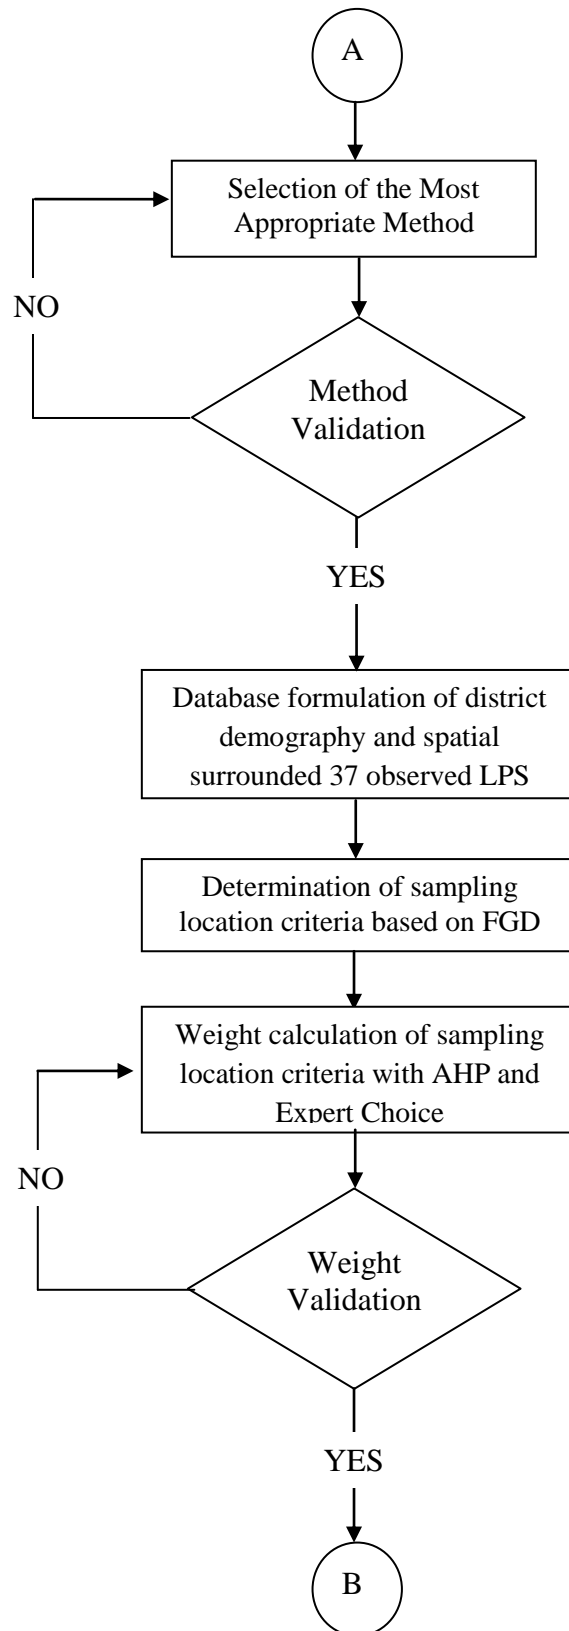 A
Selection of the Most
Appropriate Method
NO
Method
Validation
YES
Database formulation of district
demography and spatial
surrounded 37 observed LPS
Determination of sampling
location criteria based on FGD
Weight calculation of sampling
location criteria with AHP and
Expert Choice
NO
Weight
Validation
YES
B